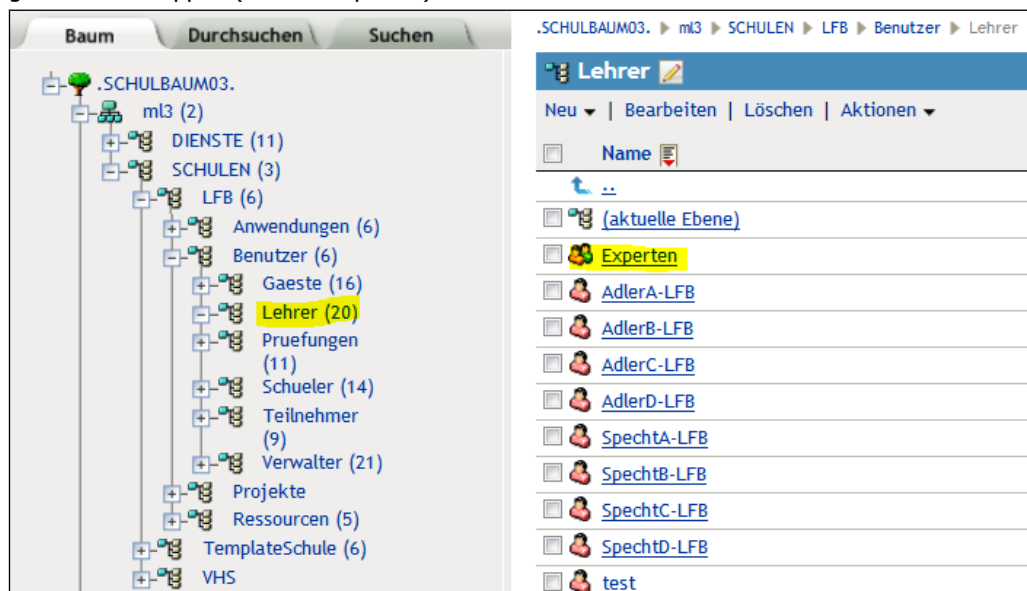 Baum
Durchsuchen
Suchen
.SCHULBAUM03.
ml3 (2)
DIENSTE (11)
SCHULEN (3)
LFB (6)
Anwendungen (6)
Benutzer (6)
Gaeste (16)
Lehrer (20)
Pruefungen
(11)
Schueler (14)
Teilnehmer
(9)
Verwalter (21)
Projekte
Ressourcen (5)
TemplateSchule (6)
VHS
.SCHULBAUM03. ml3 SCHULEN LFB Benutzer Lehrer
Lehrer
Neu | Bearbeiten | Löschen | Aktionen
Name
..
(aktuelle Ebene)
Experten
AdlerA-LFB
AdlerB-LFB
AdlerC-LFB
AdlerD-LFB
SpechtA-LFB
SpechtB-LFB
SpechtC-LFB
SpechtD-LFB
test